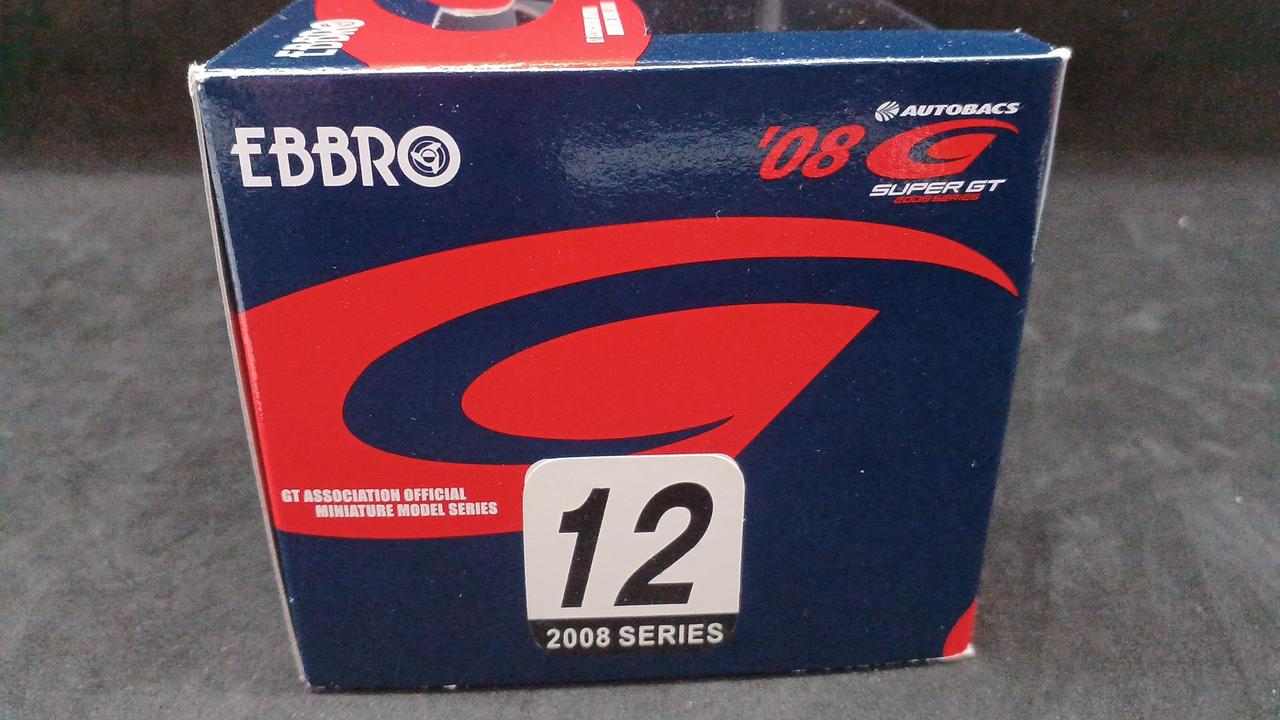 EBBRO
EBBRO
AUTOBACS
'08
SUPER GT
2008 SERIES
GT ASSOCIATION OFFICIAL
MINIATURE MODEL SERIES
12
2008 SERIES